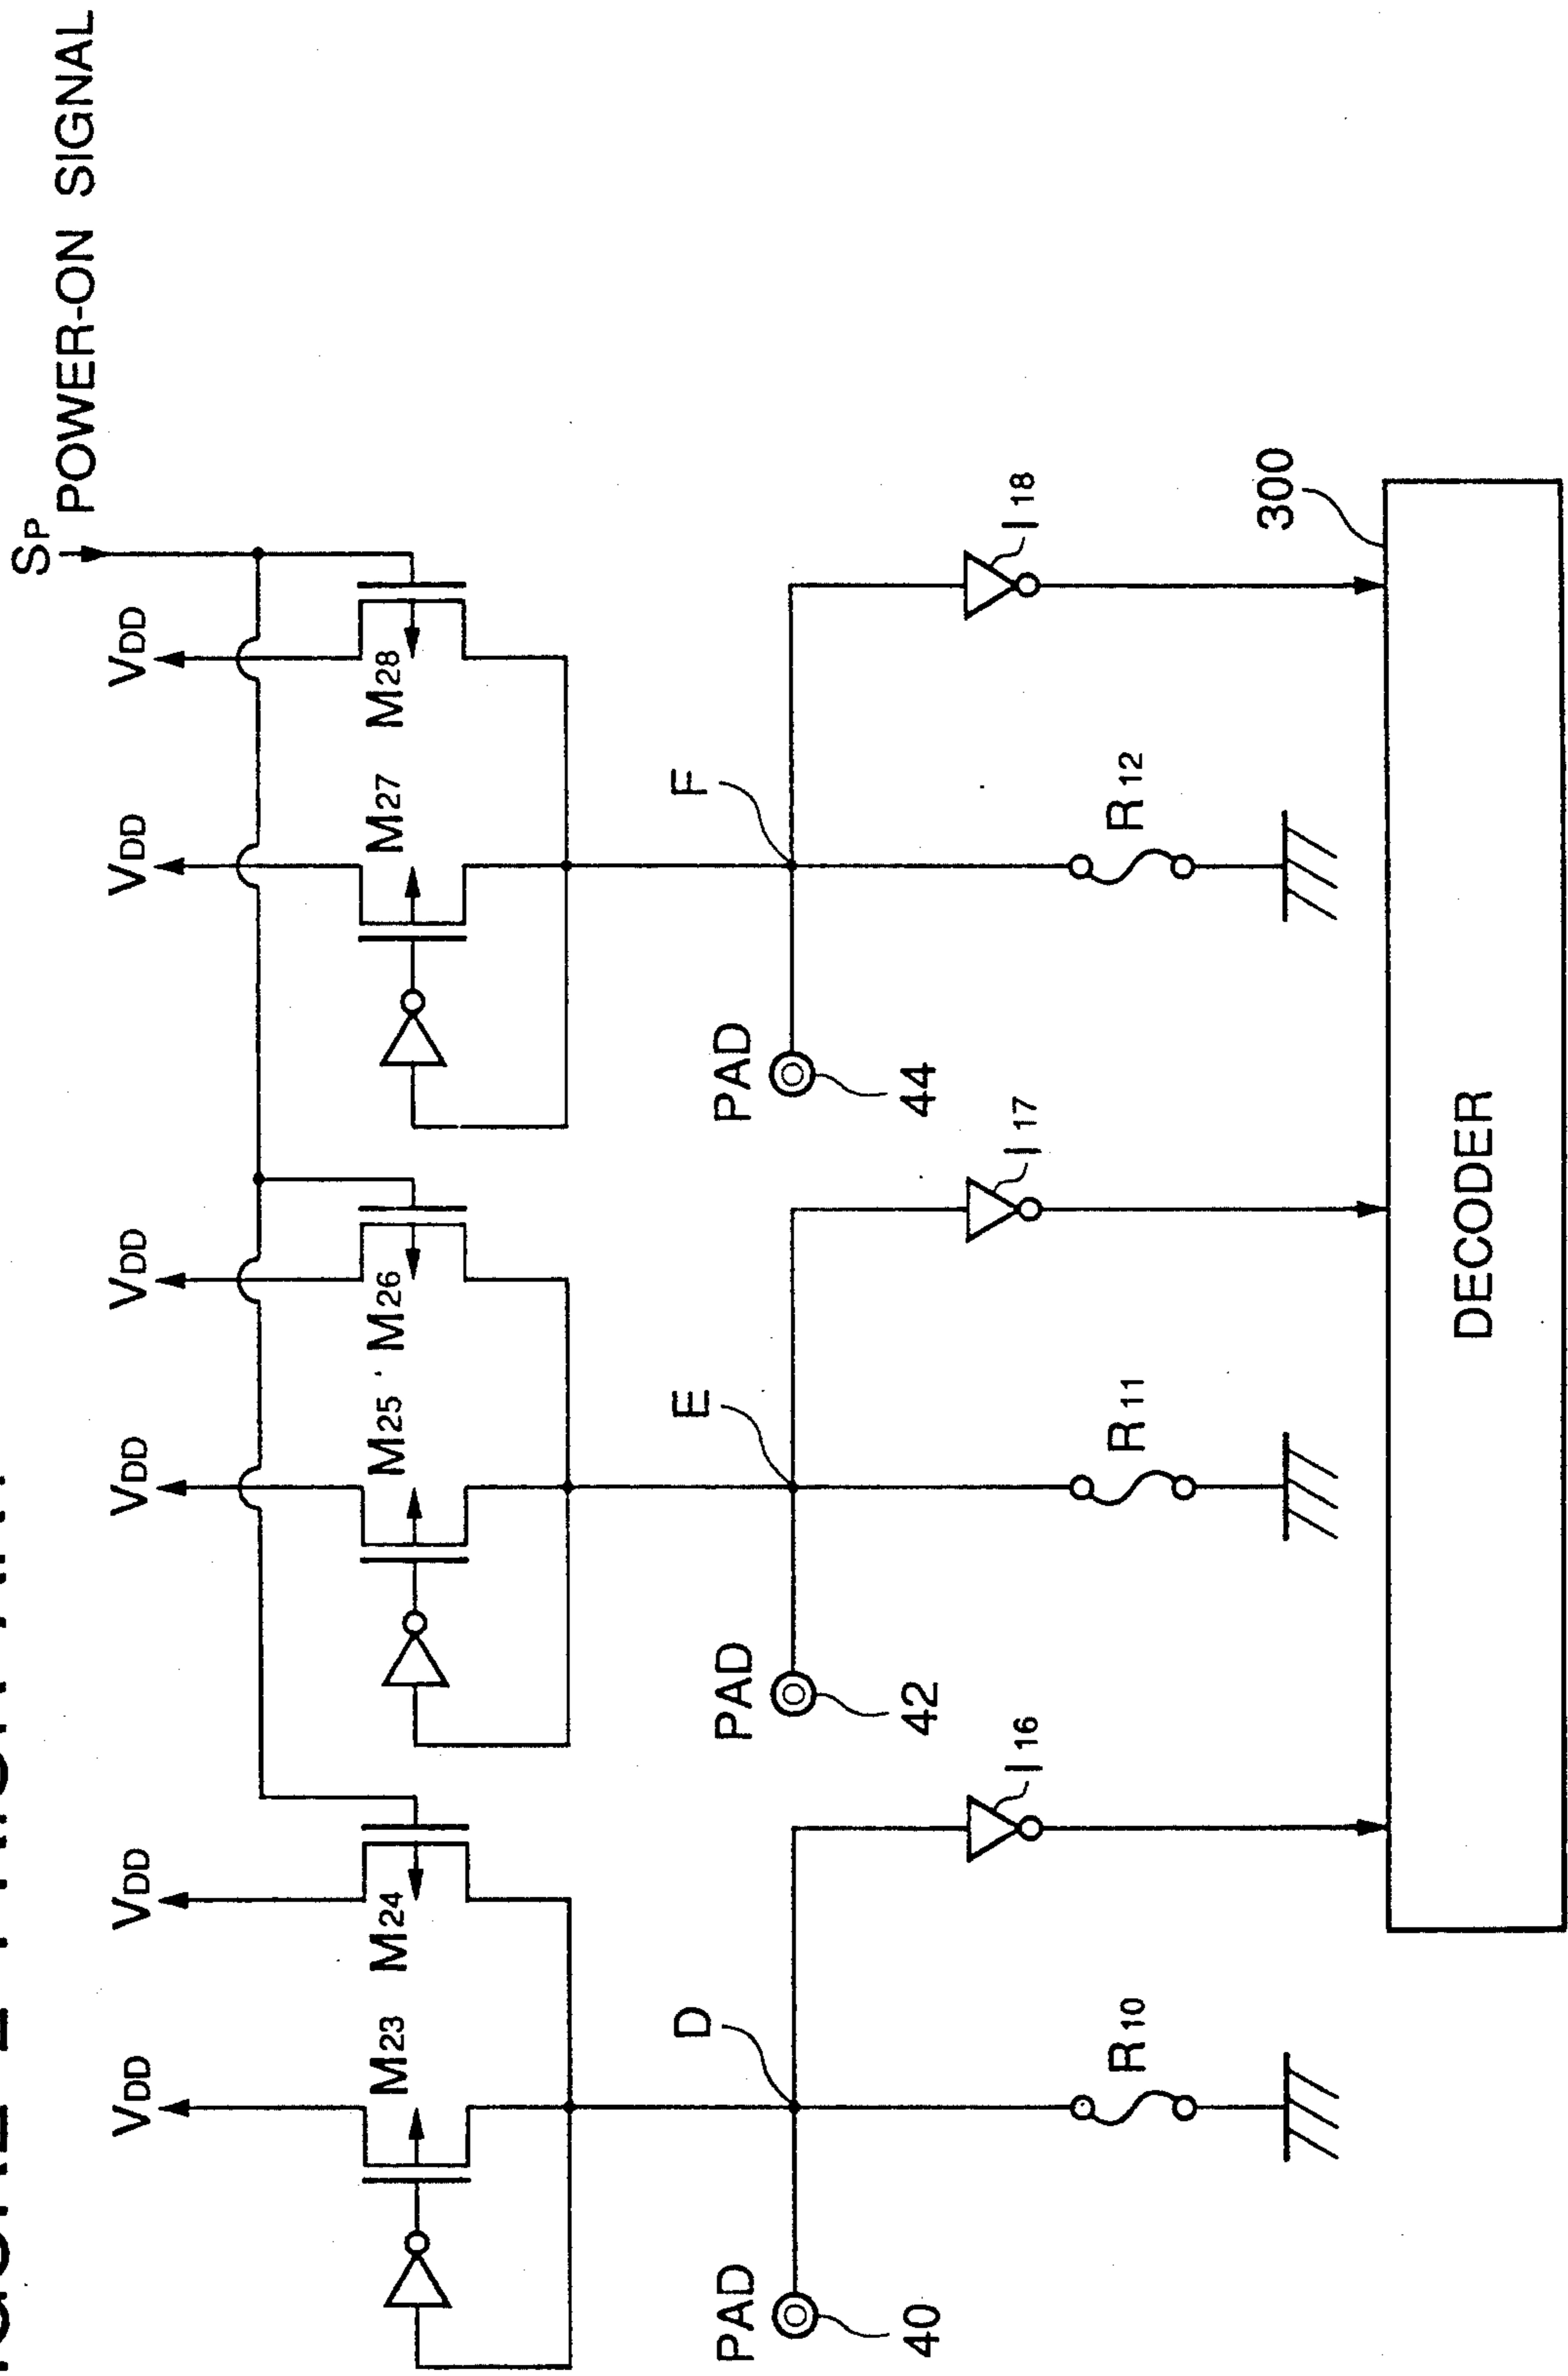 SP
POWER-ON SIGNAL
VDD
VDD
VDD
VDD
VDD
VDD
M23
M24
M25
M26
M27
M28
D
E
F
PAD
40
PAD
42
PAD
44
I16
I17
I18
R10
R11
R12
300
DECODER